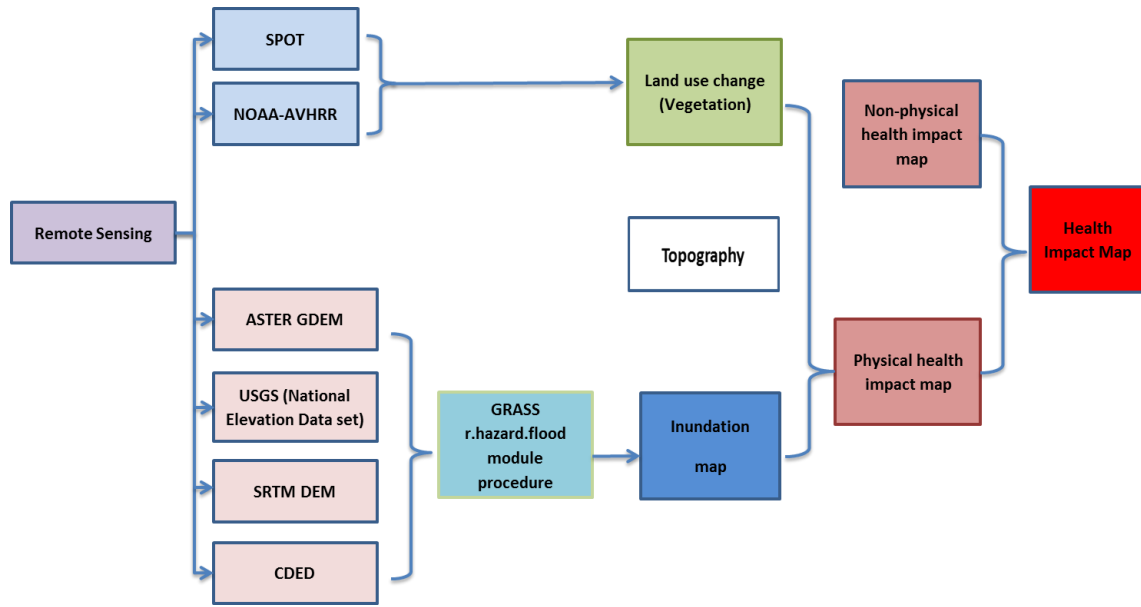 SPOT
NOAA-AVHRR
Remote Sensing
ASTER GDEM
USGS (National
Elevation Data set)
SRTM DEM
CDED
GRASS
r.hazard.flood
module
procedure
Land use change
(Vegetation)
Topography
Inundation
map
Non-physical
health impact
map
Physical health
impact map
Health
Impact Map